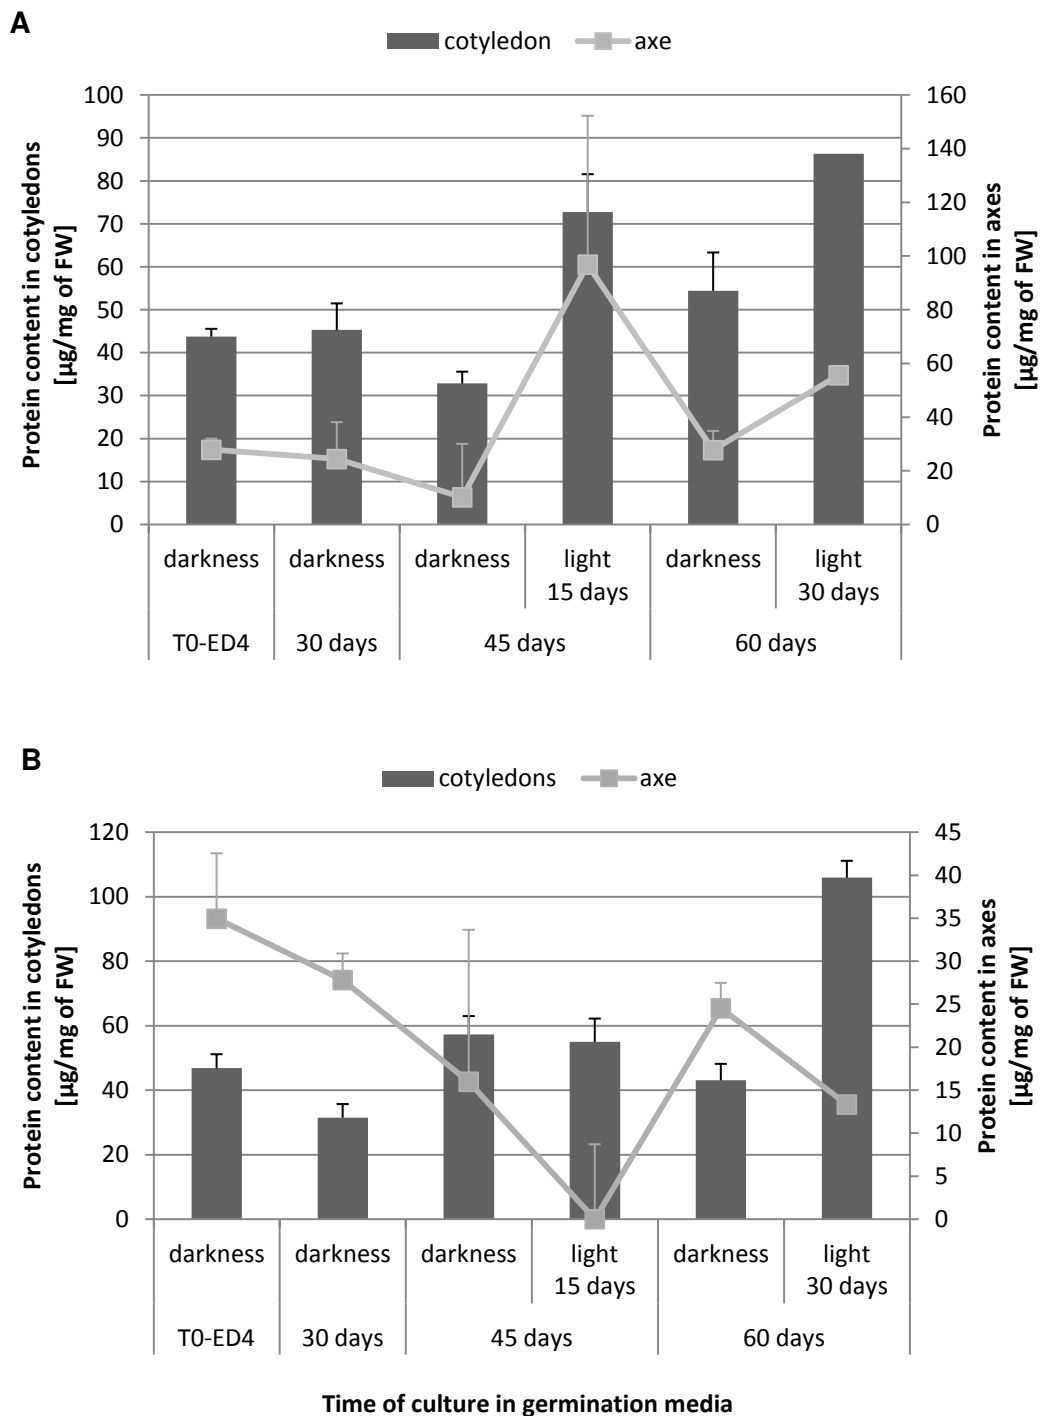 A
cotyledon axe
Protein content in cotyledons
[µg/mg of FW]
100
90
80
70
60
50
40
30
20
10
0
160
140
120
100
80
60
40
20
0
Protein content in axes
[µg/mg of FW]
darkness darkness darkness light darkness light
15 days 30 days
T0-ED4 30 days 45 days 60 days
B
cotyledons axe
Protein content in cotyledons
[µg/mg of FW]
120
100
80
60
40
20
0
45
40
35
30
25
20
15
10
5
0
Protein content in axes
[µg/mg of FW]
darkness darkness darkness light darkness light
15 days 30 days
T0-ED4 30 days 45 days 60 days
Time of culture in germination media